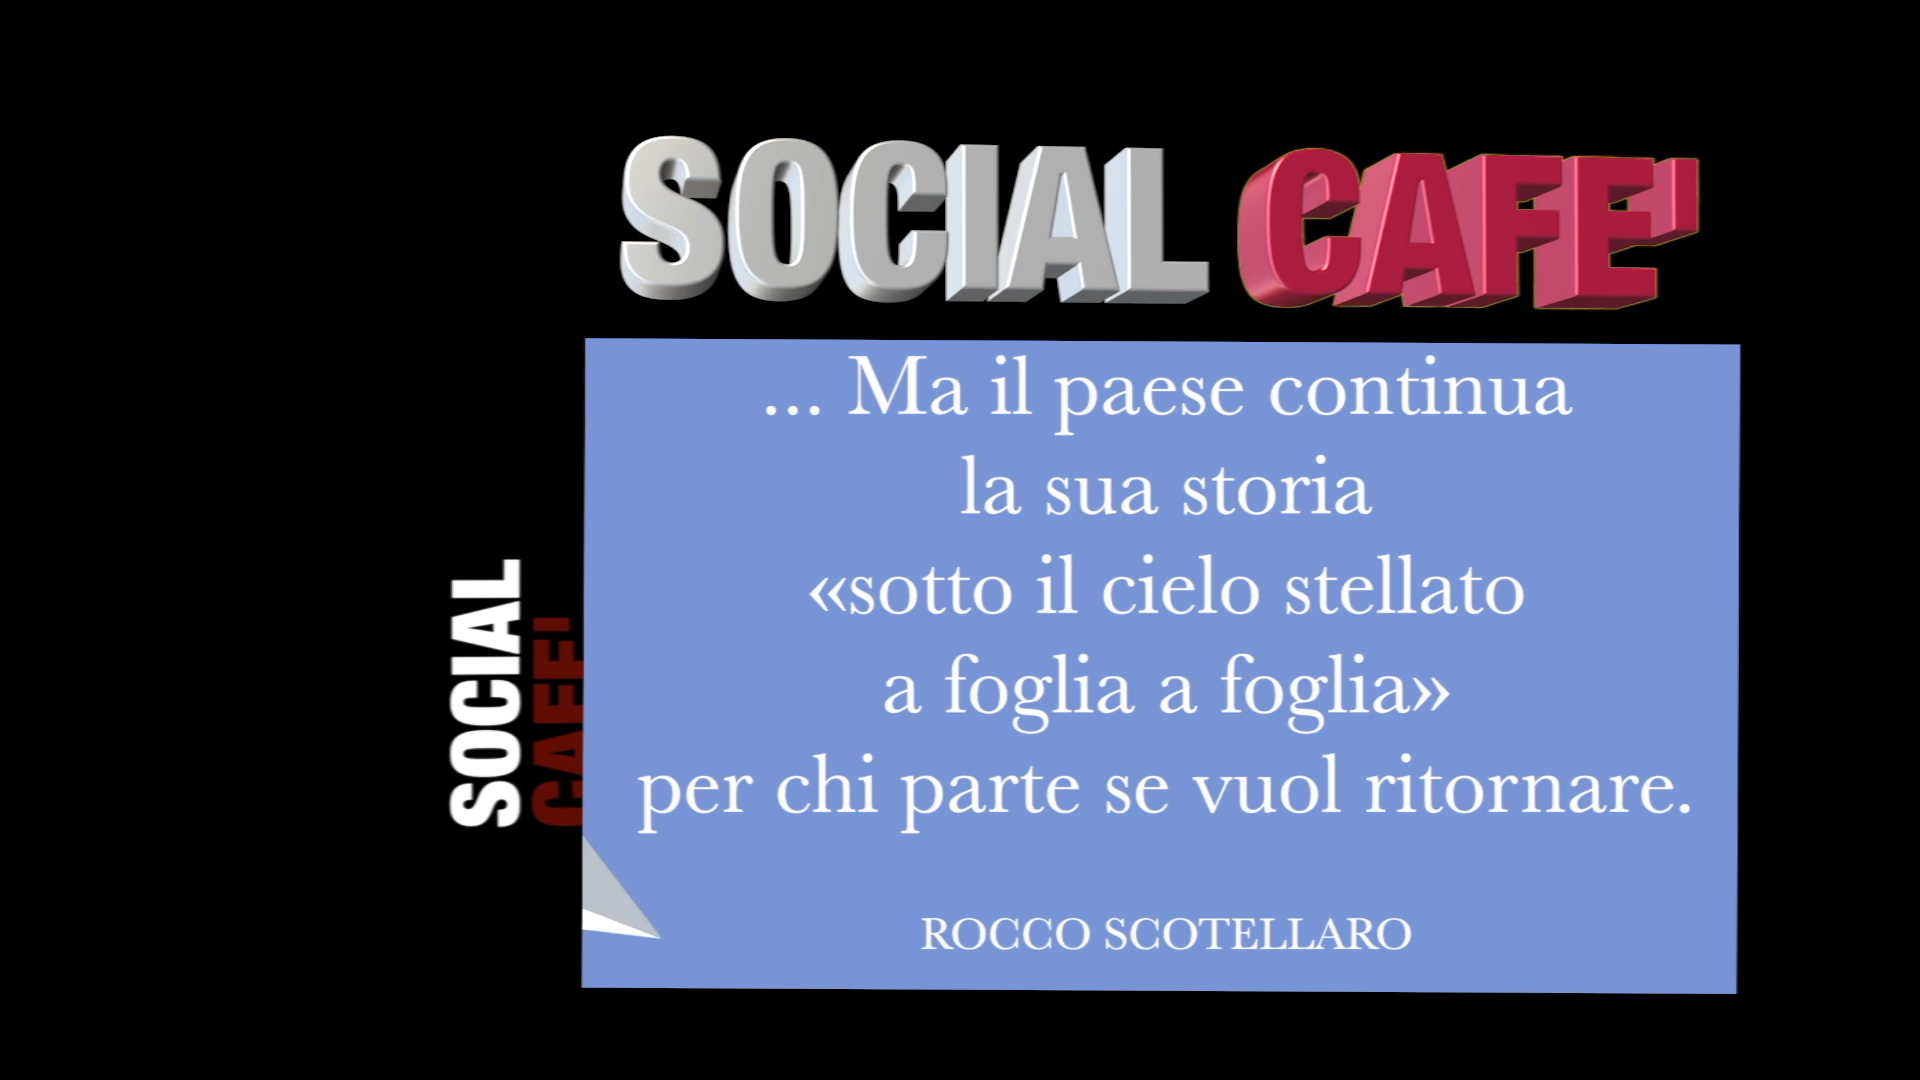 SOCIAL CAFE'
... Ma il paese continua
la sua storia
«sotto il cielo stellato
a foglia a foglia»
per chi parte se vuol ritornare.
ROCCO SCOTELLARO
SOCIAL
CAFE'